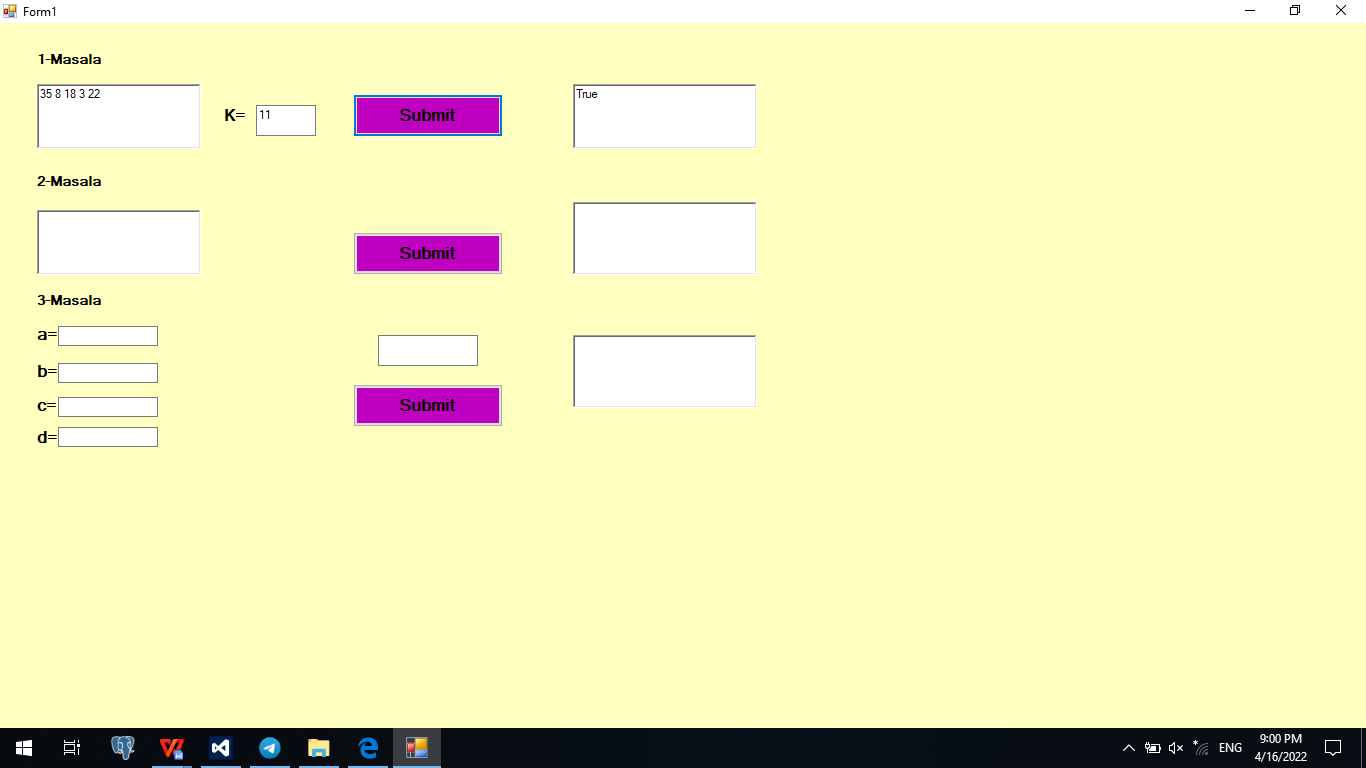 Form1
1-Masala
35 8 18 3 22
K=
11
Submit
True
2-Masala
Submit
3-Masala
a=
b=
c=
d=
Submit
ENG
9:00 PM
4/16/2022